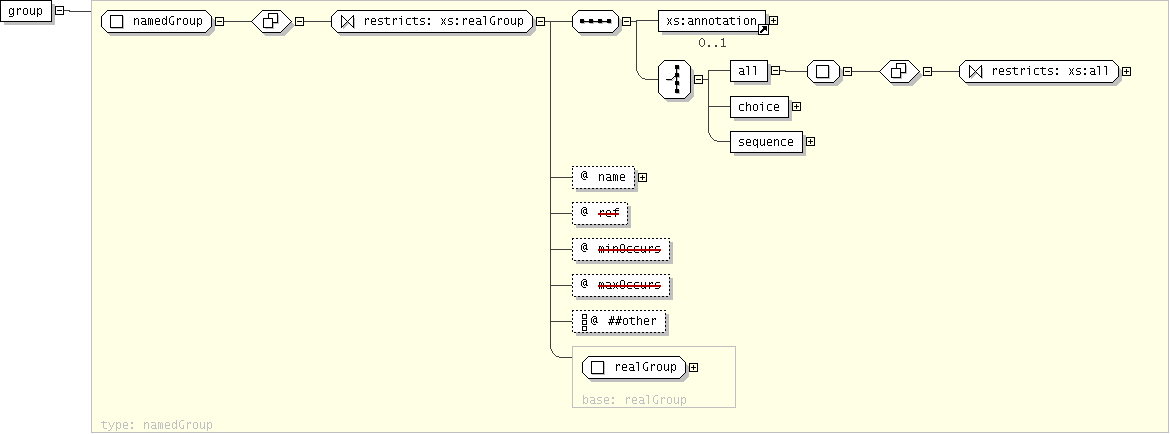 group
namedGroup
restricts: xs:realGroup
xs:annotation
0..1
all
restricts: xs:all
choice
sequence
@ name
@ ref
@ minOccurs
@ maxOccurs
@ ##other
realGroup
base: realGroup
type: namedGroup